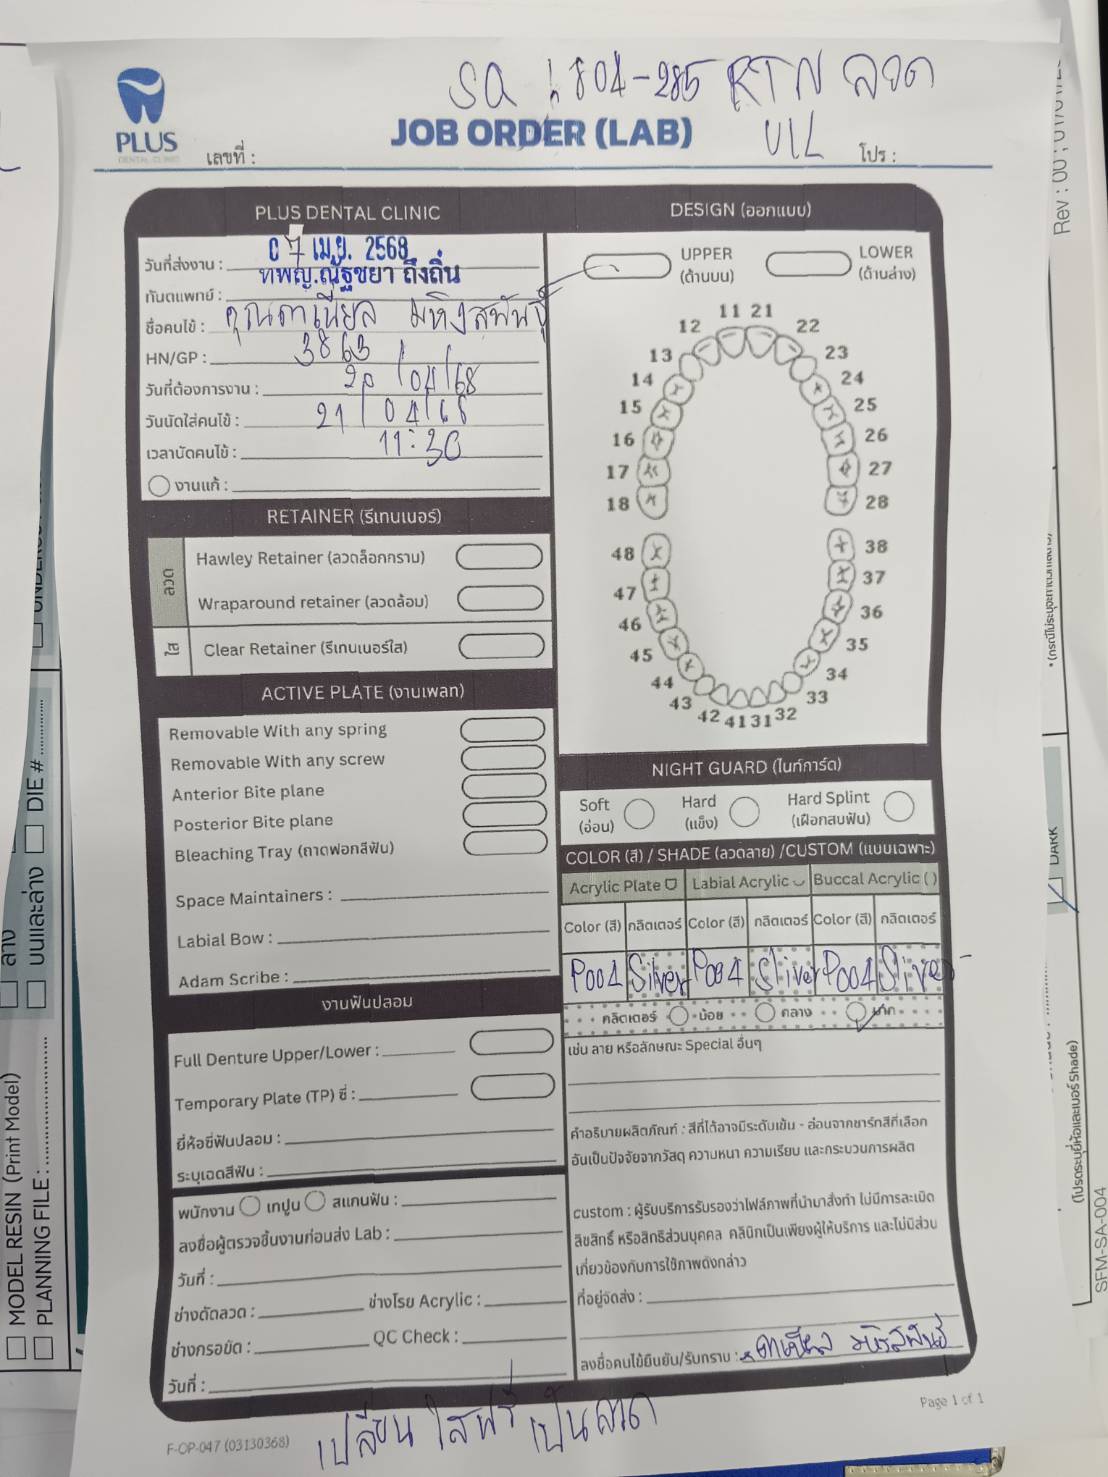 SA : 804-285 RTN ลวด
U/L
PLUS
DENTAL CLINIC
JOB ORDER (LAB)
เลขที่ :
โปร :
PLUS DENTAL CLINIC
วันที่ส่งงาน : 0 7 เม.ย. 2568
ทันตแพทย์ : ทพญ.ณัฐชยา ถึงถิ่น
ชื่อคนไข้ : คุณดาเนียล
HN/GP : 3863
วันที่ต้องการงาน : 20/04/68
วันนัดใส่คนไข้ : 21/04/68
เวลานัดคนไข้ : 11:30
งานแก้ :
RETAINER (รีเทนเนอร์)
ลวด
Hawley Retainer (ลวดล็อกกราม)
Wraparound retainer (ลวดล้อม)
ใส
Clear Retainer (รีเทนเนอร์ใส)
ACTIVE PLATE (งานเพลท)
Removable With any spring
Removable With any screw
Anterior Bite plane
Posterior Bite plane
Bleaching Tray (ถาดฟอกสีฟัน)
Space Maintainers :
Labial Bow :
Adam Scribe :
งานฟันปลอม
Full Denture Upper/Lower :
Temporary Plate (TP) ซี่ :
ยี่ห้อซี่ฟันปลอม :
ระบุเฉดสีฟัน :
พนักงาน เทปูน สแกนฟัน :
ลงชื่อผู้ตรวจชิ้นงานก่อนส่ง Lab :
วันที่ :
ช่างดัดลวด : ช่างโรย Acrylic :
ช่างกรอขัด : QC Check :
วันที่ :
DESIGN (ออกแบบ)
UPPER
(ด้านบน)
LOWER
(ด้านล่าง)
11 21
12 22
13 23
14 24
15 25
16 26
17 27
18 28
48 38
47 37
46 36
45 35
44 34
43 33
42 41 31 32
NIGHT GUARD (ไนท์การ์ด)
Soft
(อ่อน)
Hard
(แข็ง)
Hard Splint
(เฝือกสบฟัน)
COLOR (สี) / SHADE (ลวดลาย) /CUSTOM (แบบเฉพาะ)
Acrylic Plate Labial Acrylic Buccal Acrylic ( )
Color (สี) กลิตเตอร์ Color (สี) กลิตเตอร์ Color (สี) กลิตเตอร์
P004 Silver P004 Sliver P004 Sliver
กลิตเตอร์ น้อย กลาง มาก
เช่น ลาย หรือลักษณะ Special อื่นๆ
คำอธิบายผลิตภัณฑ์ : สีที่ได้อาจมีระดับเข้ม - อ่อนจากชาร์ทสีที่เลือก
อันเป็นปัจจัยจากวัสดุ ความหนา ความเรียบ และกระบวนการผลิต
custom : ผู้รับบริการรับรองว่าไฟล์ภาพที่นำมาสั่งทำ ไม่มีการละเมิด
ลิขสิทธิ์ หรือสิทธิส่วนบุคคล คลินิกเป็นเพียงผู้ให้บริการ และไม่มีส่วน
เกี่ยวข้องกับการใช้ภาพดังกล่าว
ที่อยู่จัดส่ง :
ลงชื่อคนไข้ยืนยัน/รับทราบ :
เปลี่ยน ใสฟรี เป็นลวด
F-OP-047 (03130368)
Page 1 of 1
MODEL RESIN (Print Model)
PLANNING FILE :
ล่าง
บนและล่าง
DIE #
DARK
(โปรดระบุยี่ห้อและเบอร์ Shade)
SFM-SA-004